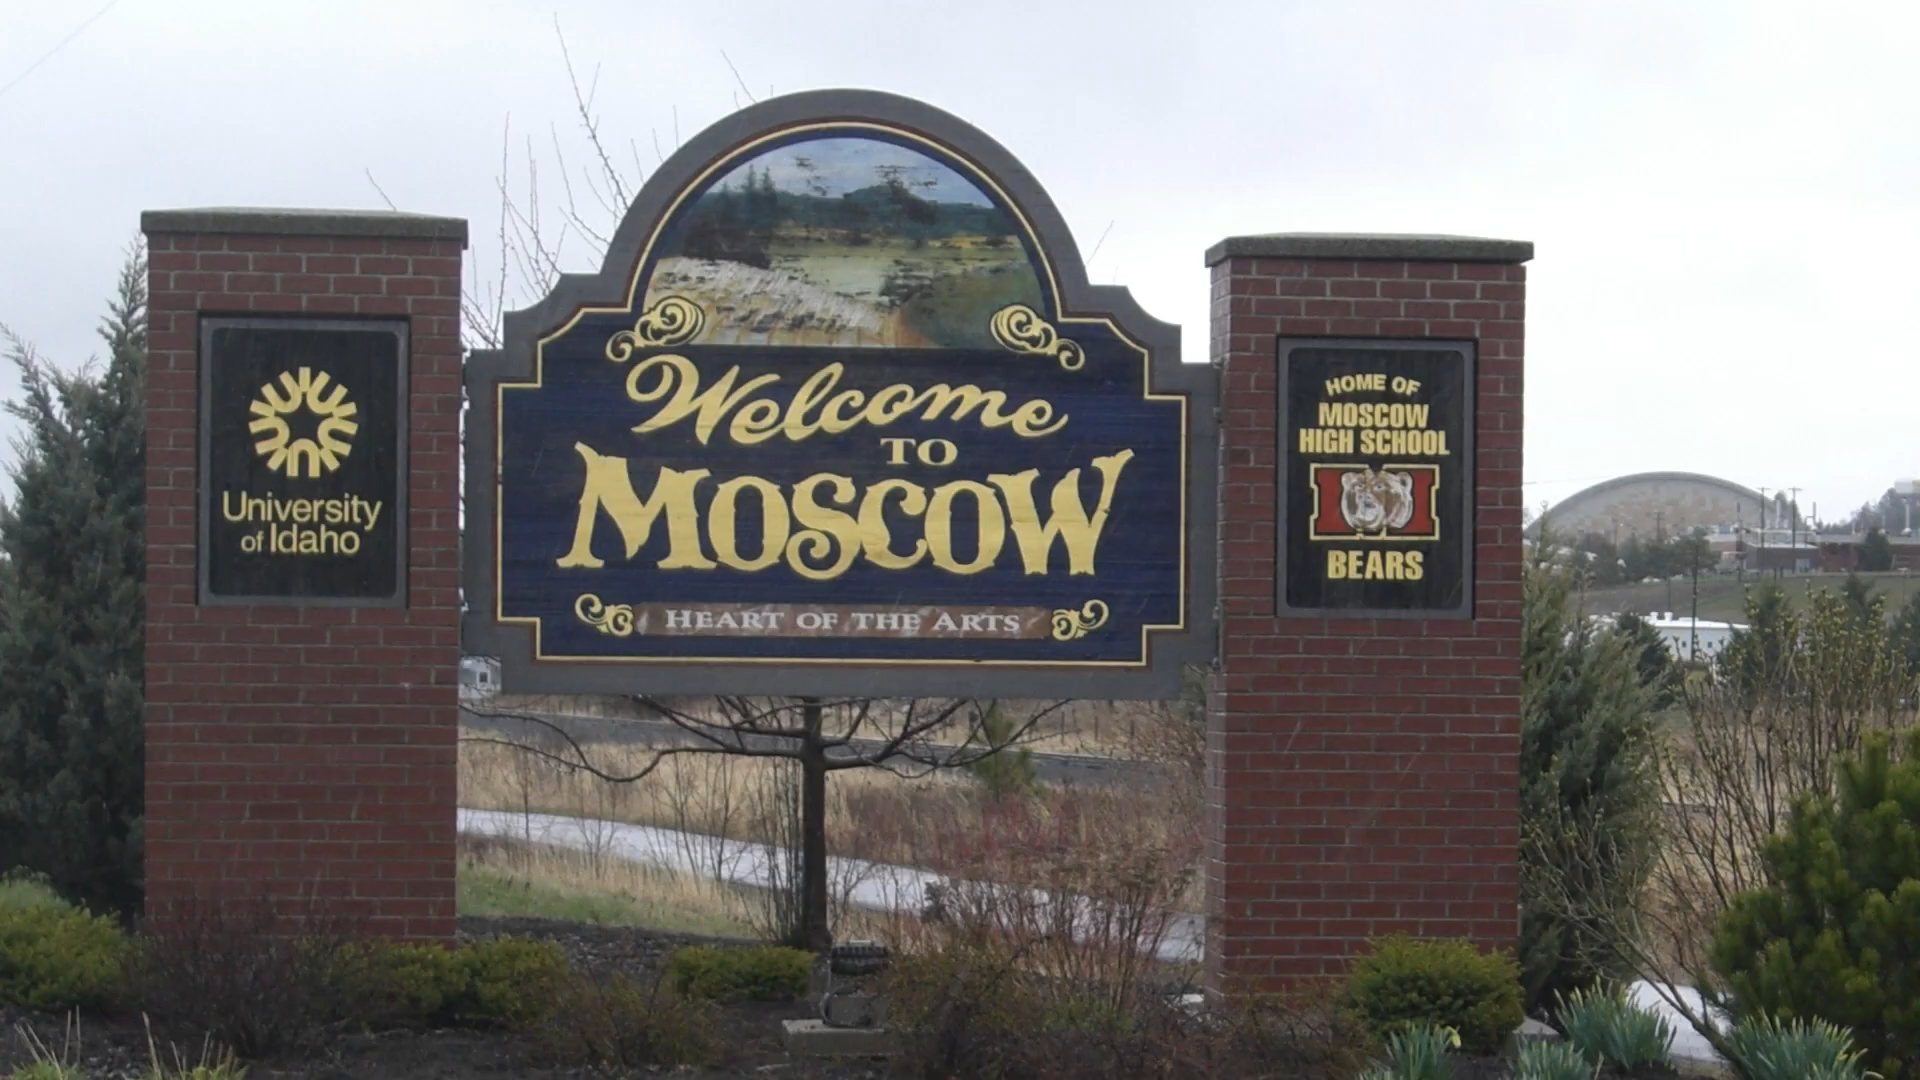 University
of Idaho
Welcome
TO
MOSCOW
HEART OF THE ARTS
HOME OF
MOSCOW
HIGH SCHOOL
M
BEARS